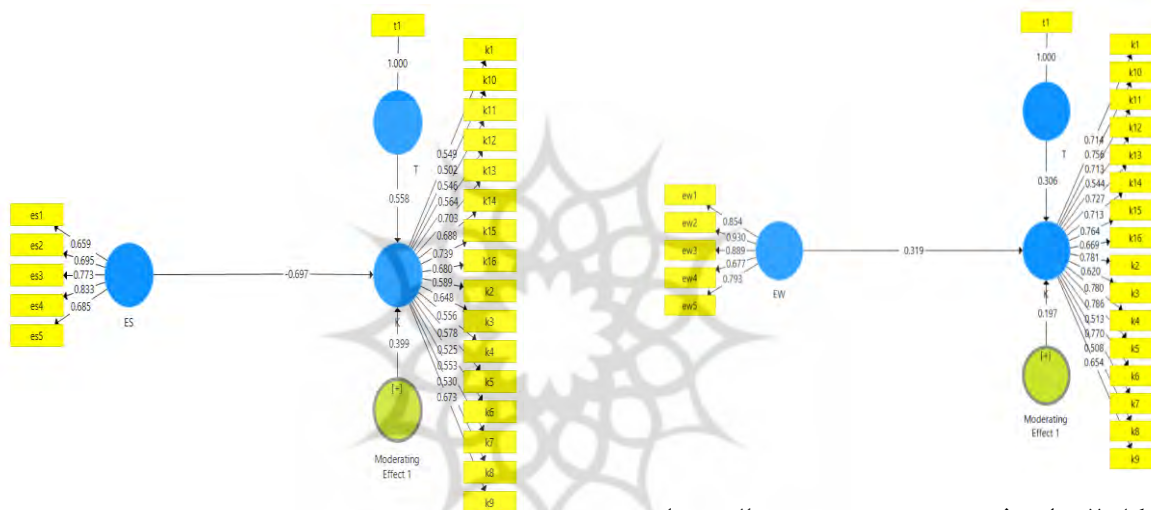 t1
1.000
T
0.558
k1
k10
k11
k12
k13
k14
k15
k16
k2
k3
k4
k5
k6
k7
k8
k9
0.549
0.502
0.546
0.564
0.703
0.688
0.739
0.680
0.589
0.648
0.556
0.578
0.525
0.553
0.530
0.673
es1
es2
es3
es4
es5
0.659
0.695
0.773
0.833
0.685
ES
-0.697
K
0.399
[+]
Moderating
Effect 1
t1
1.000
T
0.306
k1
k10
k11
k12
k13
k14
k15
k16
k2
k3
k4
k5
k6
k7
k8
k9
0.714
0.756
0.713
0.544
0.727
0.713
0.764
0.669
0.781
0.620
0.780
0.786
0.513
0.770
0.508
0.654
ew1
ew2
ew3
ew4
ew5
0.854
0.930
0.889
0.677
0.793
EW
0.319
K
0.197
[+]
Moderating
Effect 1